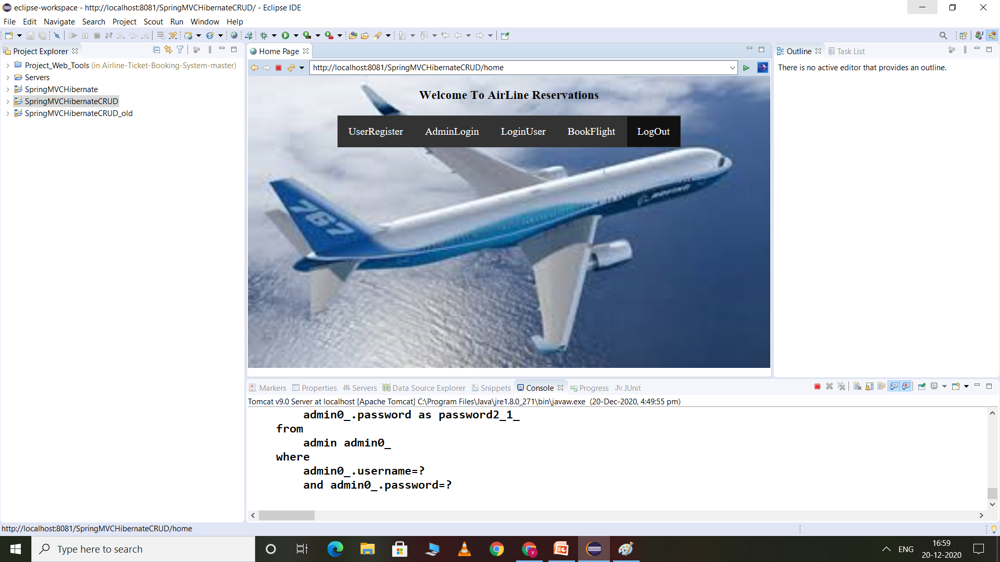 eclipse-workspace - http://localhost:8081/SpringMVCHibernateCRUD/ - Eclipse IDE
File Edit Navigate Search Project Scout Run Window Help
Project Explorer
Project_Web_Tools (in Airline-Ticket-Booking-System-master)
Servers
SpringMVCHibernate
SpringMVCHibernateCRUD
SpringMVCHibernateCRUD_old
Home Page
http://localhost:8081/SpringMVCHibernateCRUD/home
Welcome To AirLine Reservations
UserRegister AdminLogin LoginUser BookFlight LogOut
767
BOEING
Outline Task List
There is no active editor that provides an outline.
Markers Properties Servers Data Source Explorer Snippets Console Progress JUnit
Tomcat v9.0 Server at localhost [Apache Tomcat] C:\Program Files\Java\jre1.8.0_271\bin\javaw.exe (20-Dec-2020, 4:49:55 pm)
admin0_.password as password2_1_
from
admin admin0_
where
admin0_.username=?
and admin0_.password=?
http://localhost:8081/SpringMVCHibernateCRUD/home
Type here to search
ENG
16:59
20-12-2020